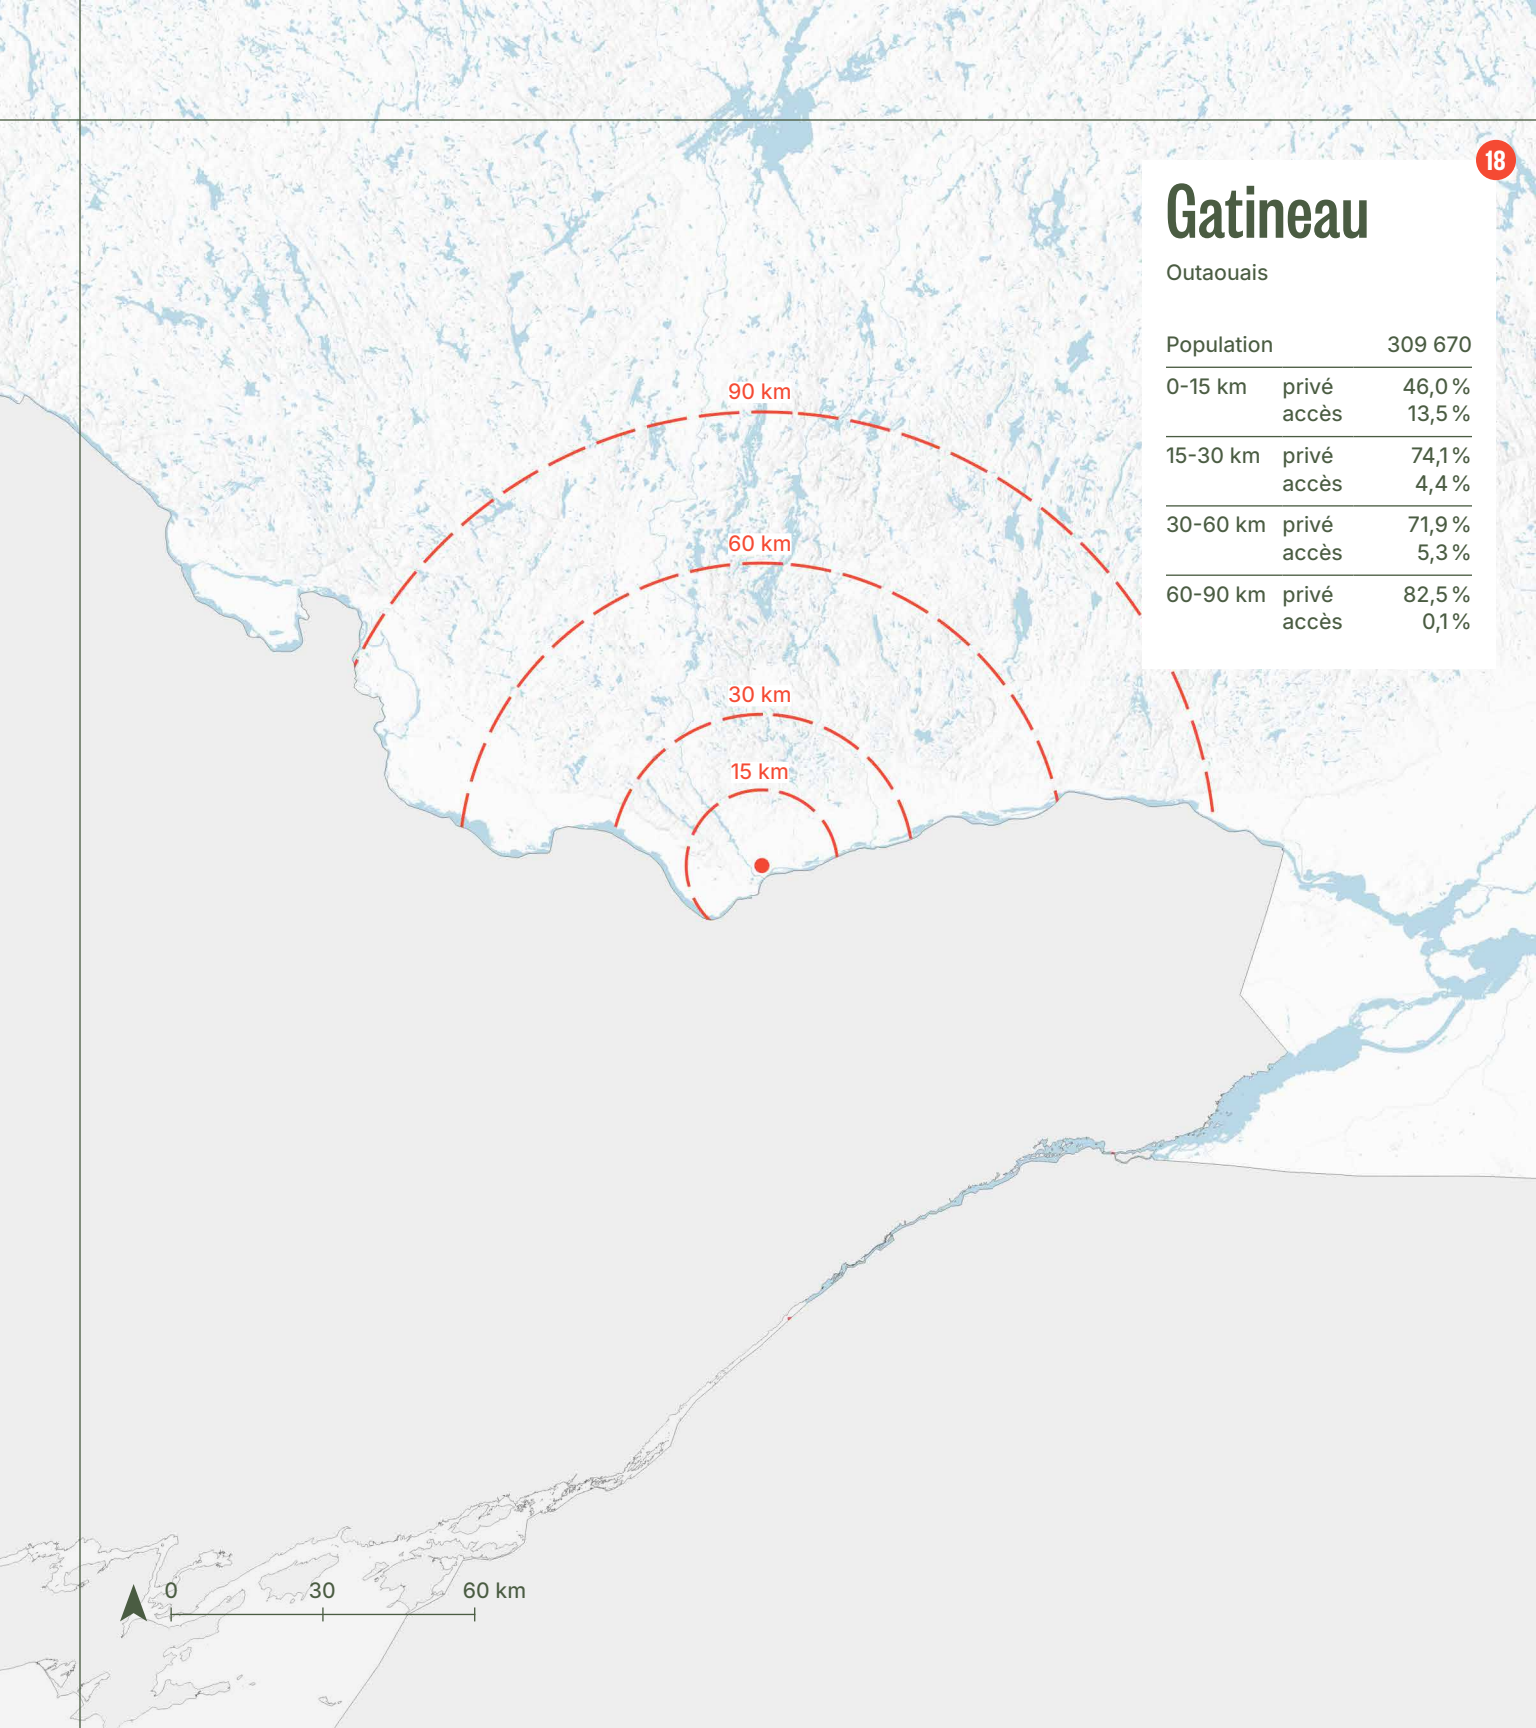 18
Gatineau
Outaouais
Population 309 670
0-15 km privé 46,0 %
accès 13,5 %
15-30 km privé 74,1 %
accès 4,4 %
30-60 km privé 71,9 %
accès 5,3 %
60-90 km privé 82,5 %
accès 0,1 %
90 km
60 km
30 km
15 km
0 30 60 km